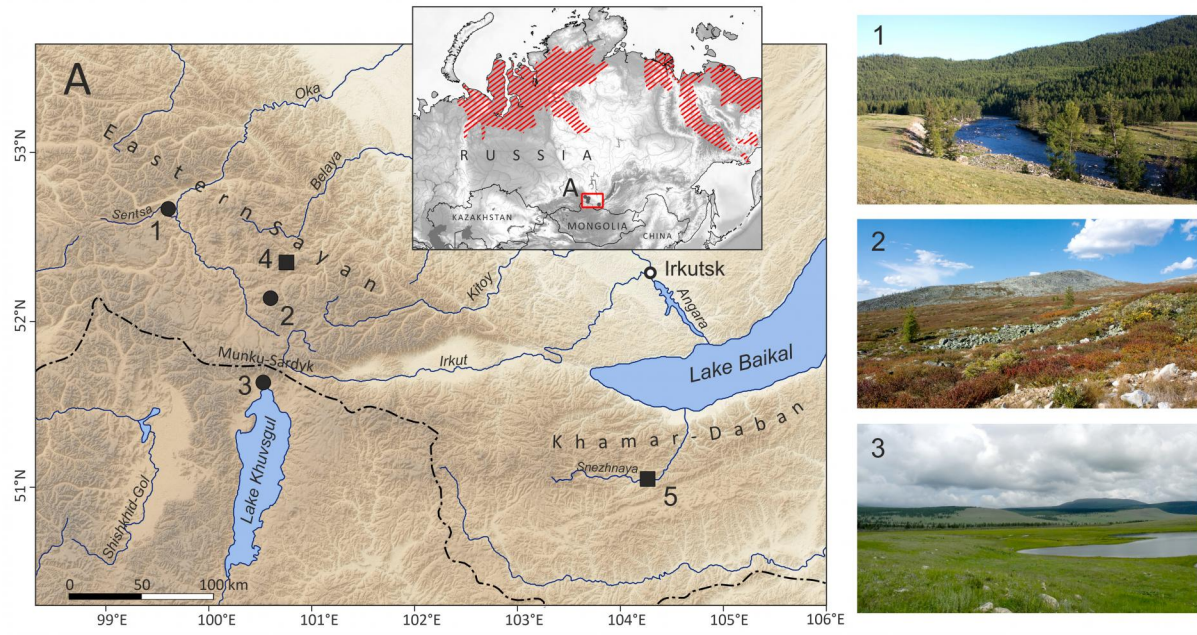 A
Oka
Eastern Sayan
Belaya
Sentsa
1
4
2
Kitoy
Irkutsk
Angara
Munku-Sardyk
Irkut
Lake Baikal
3
Khamar-Daban
Snezhnaya
5
Lake Khuvsgul
Shishkhid-Gol
0 50 100 km
53°N
52°N
51°N
99°E 100°E 101°E 102°E 103°E 104°E 105°E 106°E
RUSSIA
A
KAZAKHSTAN
MONGOLIA
CHINA
1
2
3